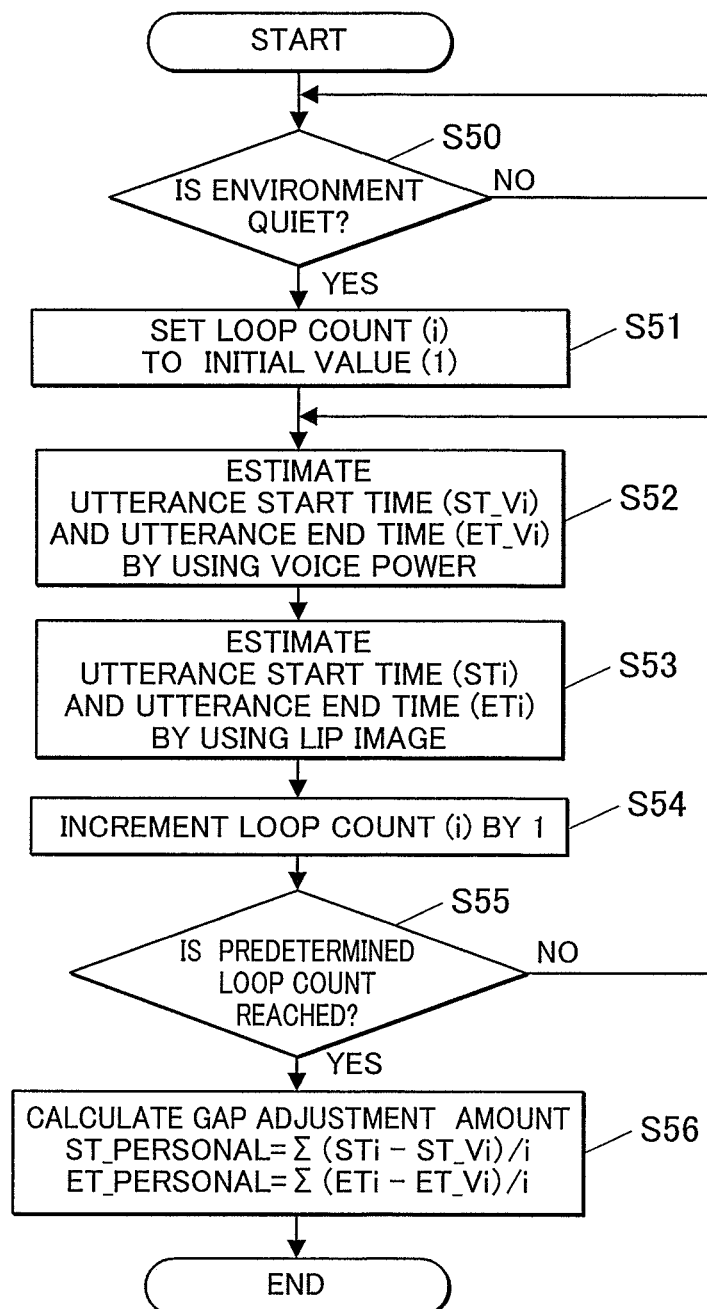 START
S50
IS ENVIRONMENT
QUIET?
NO
YES
SET LOOP COUNT (i)
TO INITIAL VALUE (1)
S51
ESTIMATE
UTTERANCE START TIME (ST_Vi)
AND UTTERANCE END TIME (ET_Vi)
BY USING VOICE POWER
S52
ESTIMATE
UTTERANCE START TIME (STi)
AND UTTERANCE END TIME (ETi)
BY USING LIP IMAGE
S53
INCREMENT LOOP COUNT (i) BY 1
S54
S55
IS PREDETERMINED
LOOP COUNT
REACHED?
NO
YES
CALCULATE GAP ADJUSTMENT AMOUNT
ST_PERSONAL=Σ (STi − ST_Vi)/i
ET_PERSONAL=Σ (ETi − ET_Vi)/i
S56
END